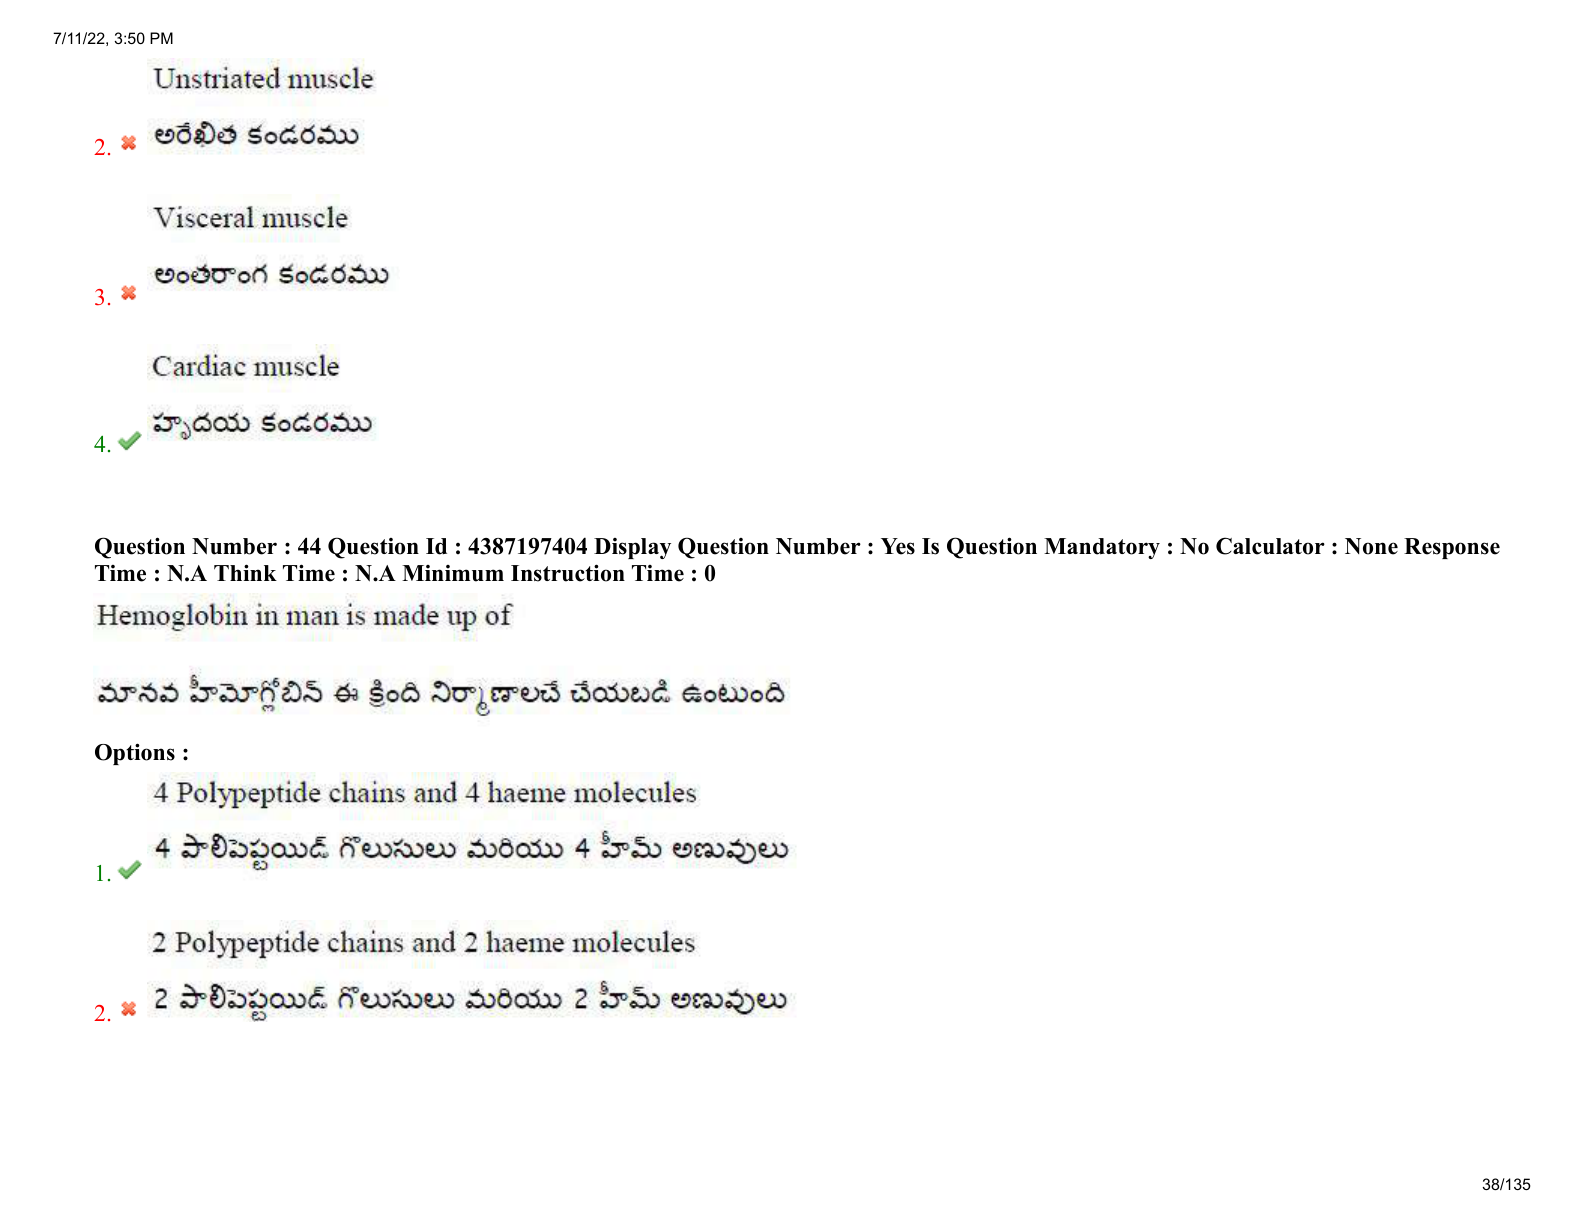 7/11/22, 3:50 PM
Unstriated muscle
అరేఖిత కండరము
2.
Visceral muscle
అంతరాంగ కండరము
3.
Cardiac muscle
హృదయ కండరము
4.
Question Number : 44 Question Id : 4387197404 Display Question Number : Yes Is Question Mandatory : No Calculator : None Response
Time : N.A Think Time : N.A Minimum Instruction Time : 0
Hemoglobin in man is made up of
మానవ హీమోగ్లోబిన్ ఈ క్రింది నిర్మాణాలచే చేయబడి ఉంటుంది
Options :
4 Polypeptide chains and 4 haeme molecules
4 పాలిపెప్టయిడ్ గొలుసులు మరియు 4 హీమ్ అణువులు
1.
2 Polypeptide chains and 2 haeme molecules
2 పాలిపెప్టయిడ్ గొలుసులు మరియు 2 హీమ్ అణువులు
2.
38/135